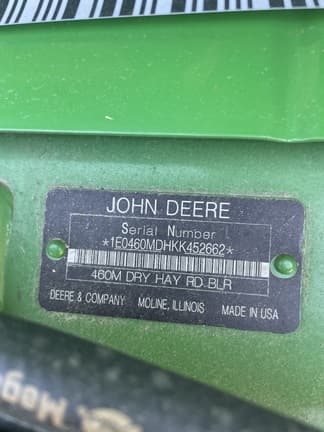 JOHN DEERE
Serial Number
*1E0460MDHKK452662*
460M DRY HAY RD BLR
DEERE & COMPANY MOLINE, ILLINOIS MADE IN USA